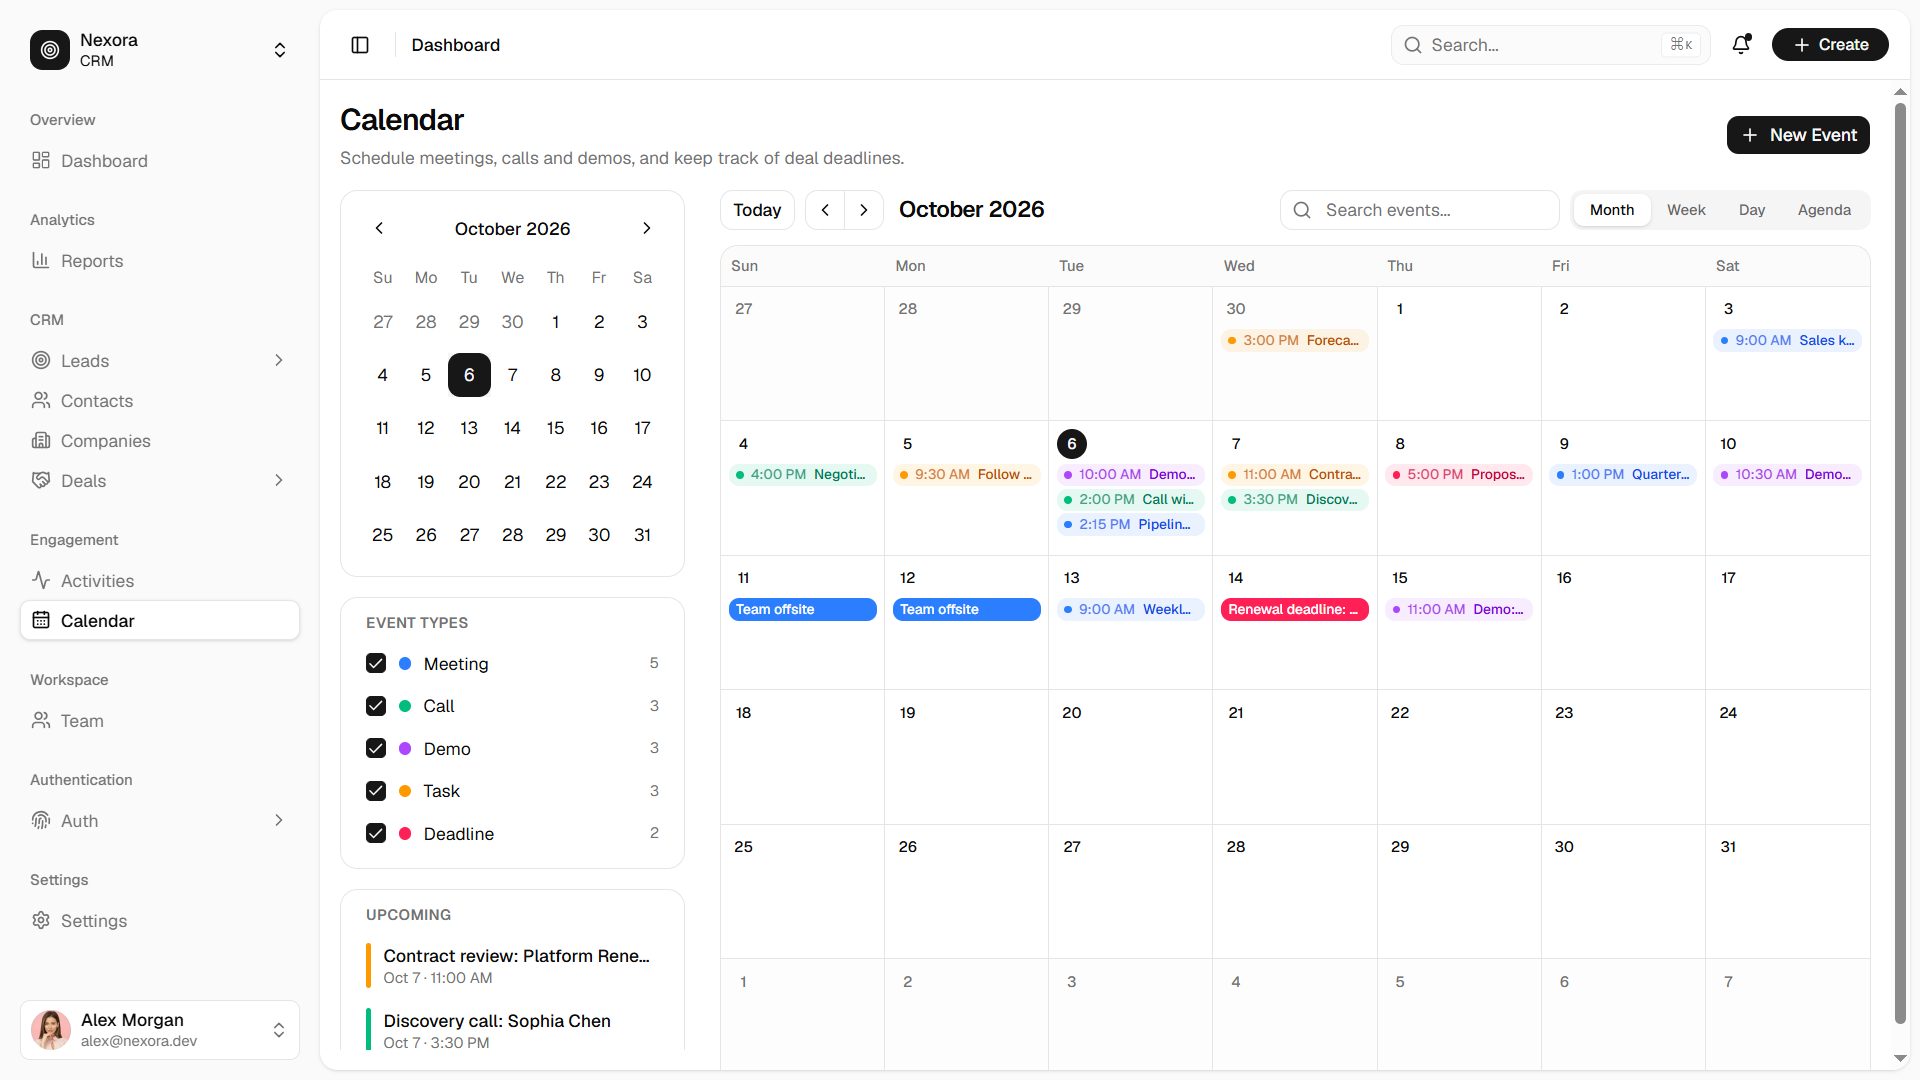 Nexora
CRM
Overview
Dashboard
Analytics
Reports
CRM
Leads
Contacts
Companies
Deals
Engagement
Activities
Calendar
Workspace
Team
Authentication
Auth
Settings
Settings
Alex Morgan
alex@nexora.dev
Dashboard
Search...
⌘K
Create
Calendar
Schedule meetings, calls and demos, and keep track of deal deadlines.
New Event
October 2026
Su Mo Tu We Th Fr Sa
27 28 29 30 1 2 3
4 5 6 7 8 9 10
11 12 13 14 15 16 17
18 19 20 21 22 23 24
25 26 27 28 29 30 31
EVENT TYPES
Meeting 5
Call 3
Demo 3
Task 3
Deadline 2
UPCOMING
Contract review: Platform Rene...
Oct 7 · 11:00 AM
Discovery call: Sophia Chen
Oct 7 · 3:30 PM
Today
October 2026
Search events...
Month Week Day Agenda
Sun Mon Tue Wed Thu Fri Sat
27 28 29 30 1 2 3
3:00 PM Foreca... 9:00 AM Sales k...
4 5 6 7 8 9 10
4:00 PM Negoti... 9:30 AM Follow ... 10:00 AM Demo... 11:00 AM Contra... 5:00 PM Propos... 1:00 PM Quarter... 10:30 AM Demo...
2:00 PM Call wi... 3:30 PM Discov...
2:15 PM Pipelin...
11 12 13 14 15 16 17
Team offsite Team offsite 9:00 AM Weekl... Renewal deadline: ... 11:00 AM Demo:...
18 19 20 21 22 23 24
25 26 27 28 29 30 31
1 2 3 4 5 6 7